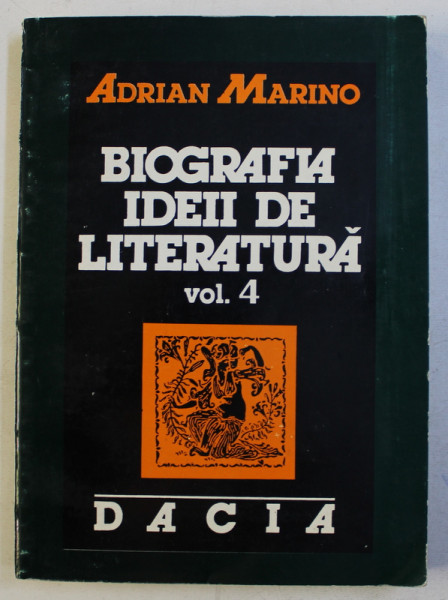 ADRIAN MARINO
BIOGRAFIA
IDEII DE
LITERATURĂ
vol. 4
DACIA